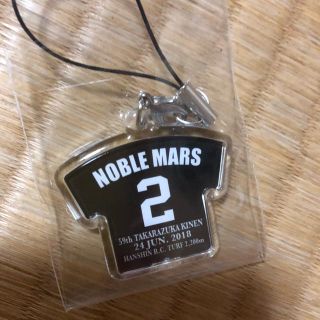 NOBLE MARS
2
59th TAKARAZUKA KINEN
24 JUN. 2018
HANSHIN R.C. TURF 2,200m